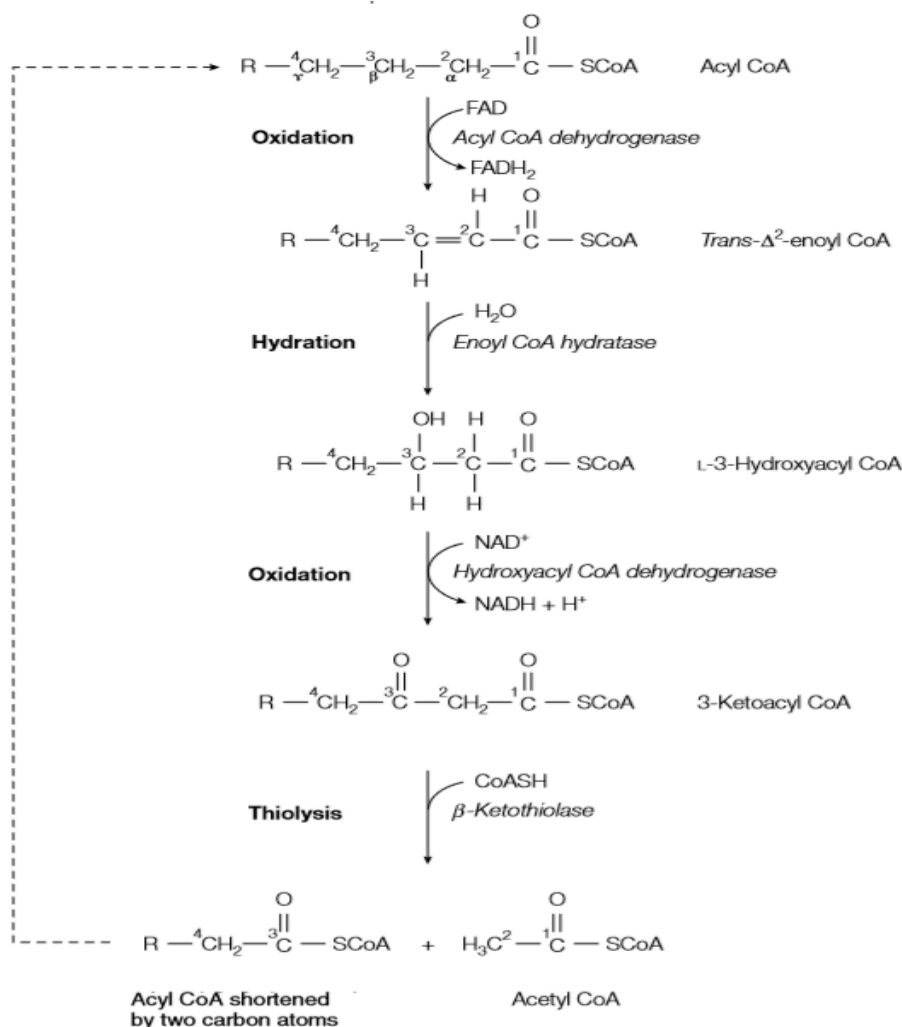 O
R — ⁴CH₂ — ³CH₂ — ²CH₂ — ¹C — SCoA Acyl CoA
γ β α
FAD
Oxidation Acyl CoA dehydrogenase
FADH₂
H O
R — ⁴CH₂ — ³C = ²C — ¹C — SCoA Trans-Δ²-enoyl CoA
H
H₂O
Hydration Enoyl CoA hydratase
OH H O
R — ⁴CH₂ — ³C — ²C — ¹C — SCoA L-3-Hydroxyacyl CoA
H H
NAD⁺
Oxidation Hydroxyacyl CoA dehydrogenase
NADH + H⁺
O O
R — ⁴CH₂ — ³C — ²CH₂ — ¹C — SCoA 3-Ketoacyl CoA
CoASH
Thiolysis β-Ketothiolase
O O
R — ⁴CH₂ — ³C — SCoA + H₃C² — ¹C — SCoA
Acyl CoA shortened Acetyl CoA
by two carbon atoms